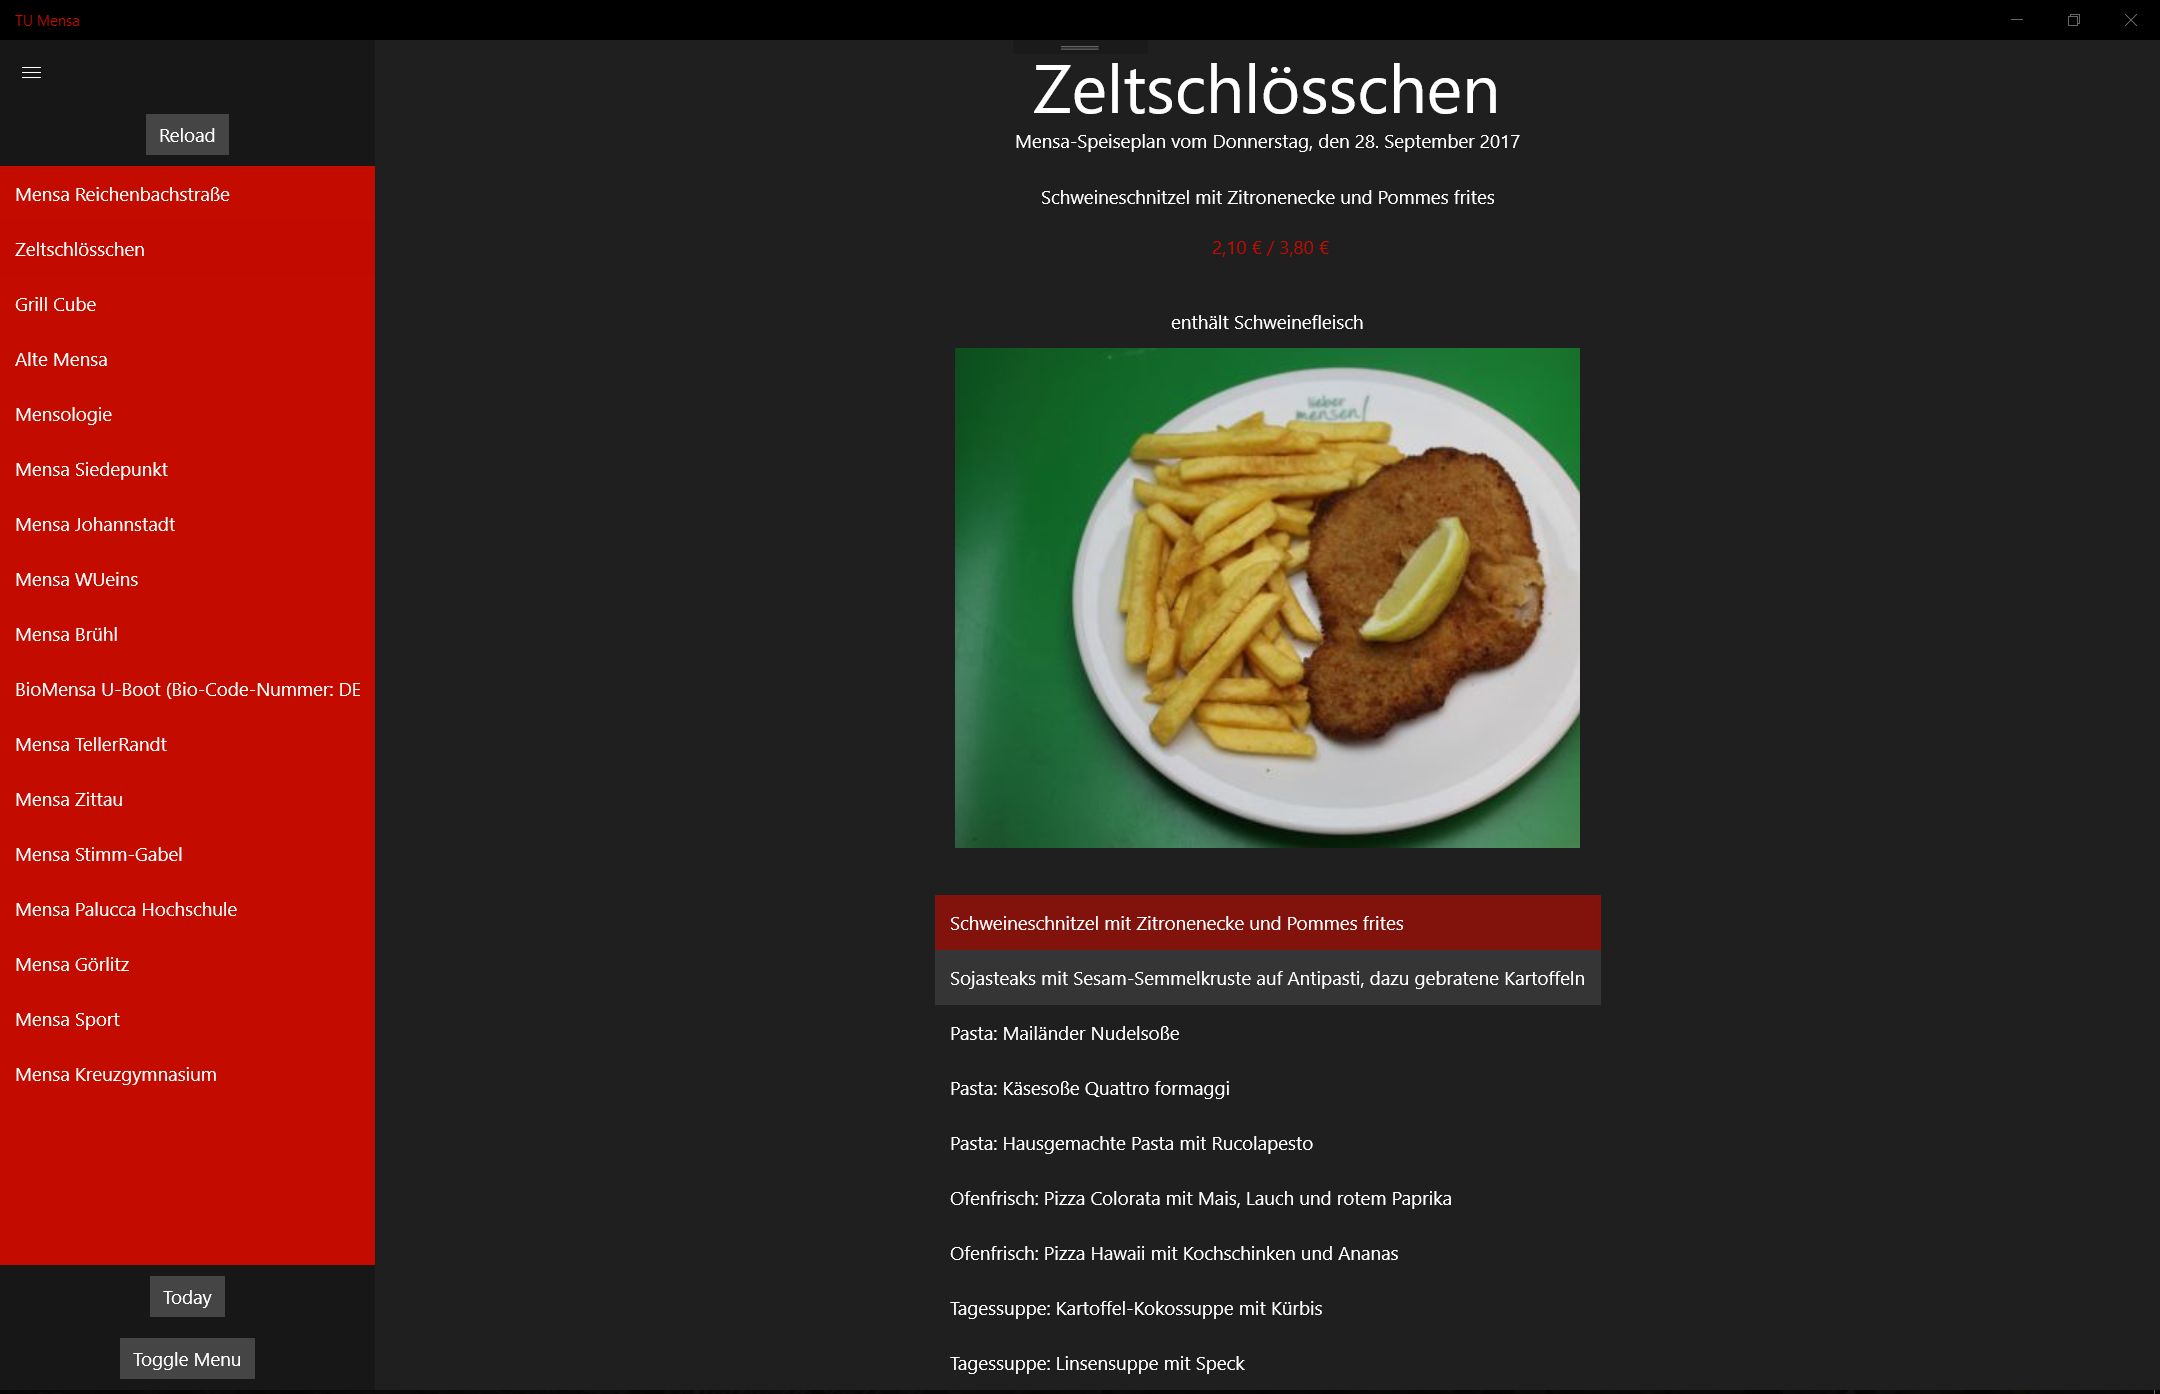 TU Mensa
Reload
Mensa Reichenbachstraße
Zeltschlösschen
Grill Cube
Alte Mensa
Mensologie
Mensa Siedepunkt
Mensa Johannstadt
Mensa WUeins
Mensa Brühl
BioMensa U-Boot (Bio-Code-Nummer: DE
Mensa TellerRandt
Mensa Zittau
Mensa Stimm-Gabel
Mensa Palucca Hochschule
Mensa Görlitz
Mensa Sport
Mensa Kreuzgymnasium
Today
Toggle Menu
Zeltschlösschen
Mensa-Speiseplan vom Donnerstag, den 28. September 2017
Schweineschnitzel mit Zitronenecke und Pommes frites
2,10 € / 3,80 €
enthält Schweinefleisch
lieber
mensen!
Schweineschnitzel mit Zitronenecke und Pommes frites
Sojasteaks mit Sesam-Semmelkruste auf Antipasti, dazu gebratene Kartoffeln
Pasta: Mailänder Nudelsoße
Pasta: Käsesoße Quattro formaggi
Pasta: Hausgemachte Pasta mit Rucolapesto
Ofenfrisch: Pizza Colorata mit Mais, Lauch und rotem Paprika
Ofenfrisch: Pizza Hawaii mit Kochschinken und Ananas
Tagessuppe: Kartoffel-Kokossuppe mit Kürbis
Tagessuppe: Linsensuppe mit Speck